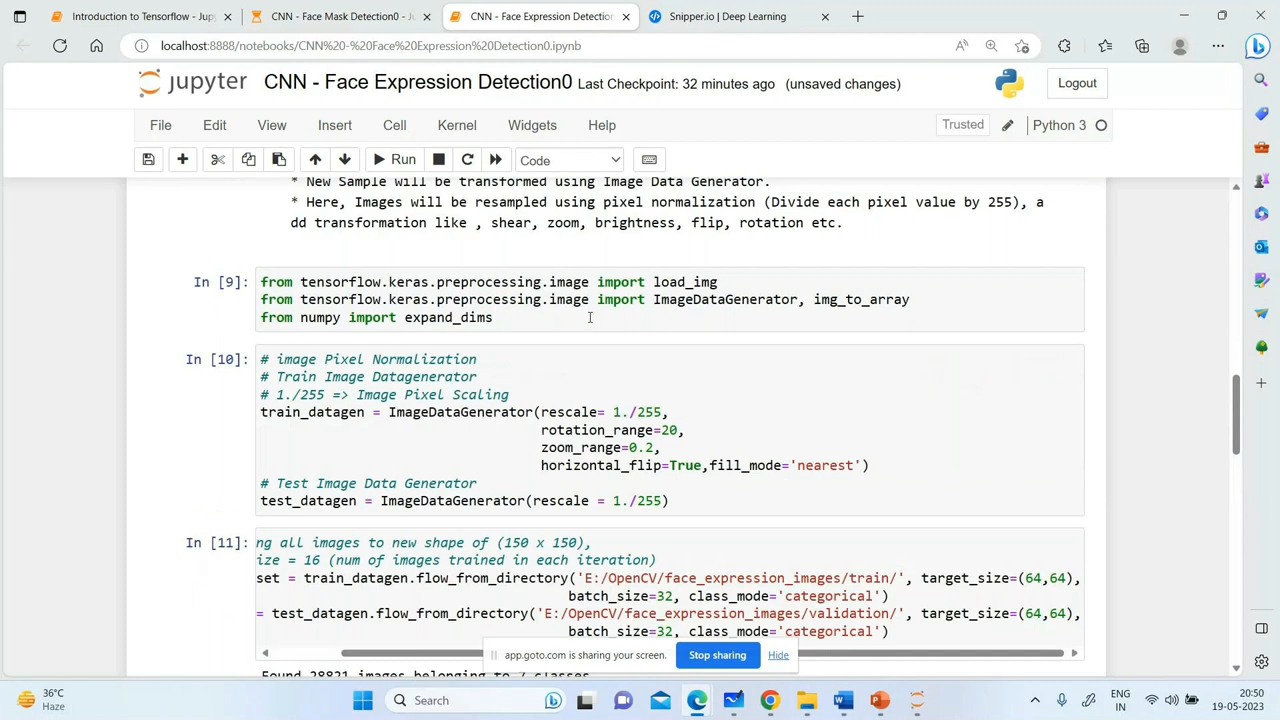 Introduction to Tensorflow - Jupy
CNN - Face Mask Detection0 - J
CNN - Face Expression Detectio
Snipper.io | Deep Learning
localhost:8888/notebooks/CNN%20-%20Face%20Expression%20Detection0.ipynb
jupyter CNN - Face Expression Detection0 Last Checkpoint: 32 minutes ago (unsaved changes)
Logout
File Edit View Insert Cell Kernel Widgets Help
Trusted
Python 3
Run
Code
* New Sample will be transformed using Image Data Generator.
* Here, Images will be resampled using pixel normalization (Divide each pixel value by 255), a
dd transformation like , shear, zoom, brightness, flip, rotation etc.
In [9]: from tensorflow.keras.preprocessing.image import load_img
from tensorflow.keras.preprocessing.image import ImageDataGenerator, img_to_array
from numpy import expand_dims
In [10]: # image Pixel Normalization
# Train Image Datagenerator
# 1./255 => Image Pixel Scaling
train_datagen = ImageDataGenerator(rescale= 1./255,
rotation_range=20,
zoom_range=0.2,
horizontal_flip=True,fill_mode='nearest')
# Test Image Data Generator
test_datagen = ImageDataGenerator(rescale = 1./255)
In [11]: ng all images to new shape of (150 x 150),
ize = 16 (num of images trained in each iteration)
set = train_datagen.flow_from_directory('E:/OpenCV/face_expression_images/train/', target_size=(64,64),
batch_size=32, class_mode='categorical')
= test_datagen.flow_from_directory('E:/OpenCV/face_expression_images/validation/', target_size=(64,64),
batch_size=32, class_mode='categorical')
Found 28821 images belonging to 7 classes
app.goto.com is sharing your screen.
Stop sharing
Hide
36°C
Haze
Search
ENG
IN
20:50
19-05-2023